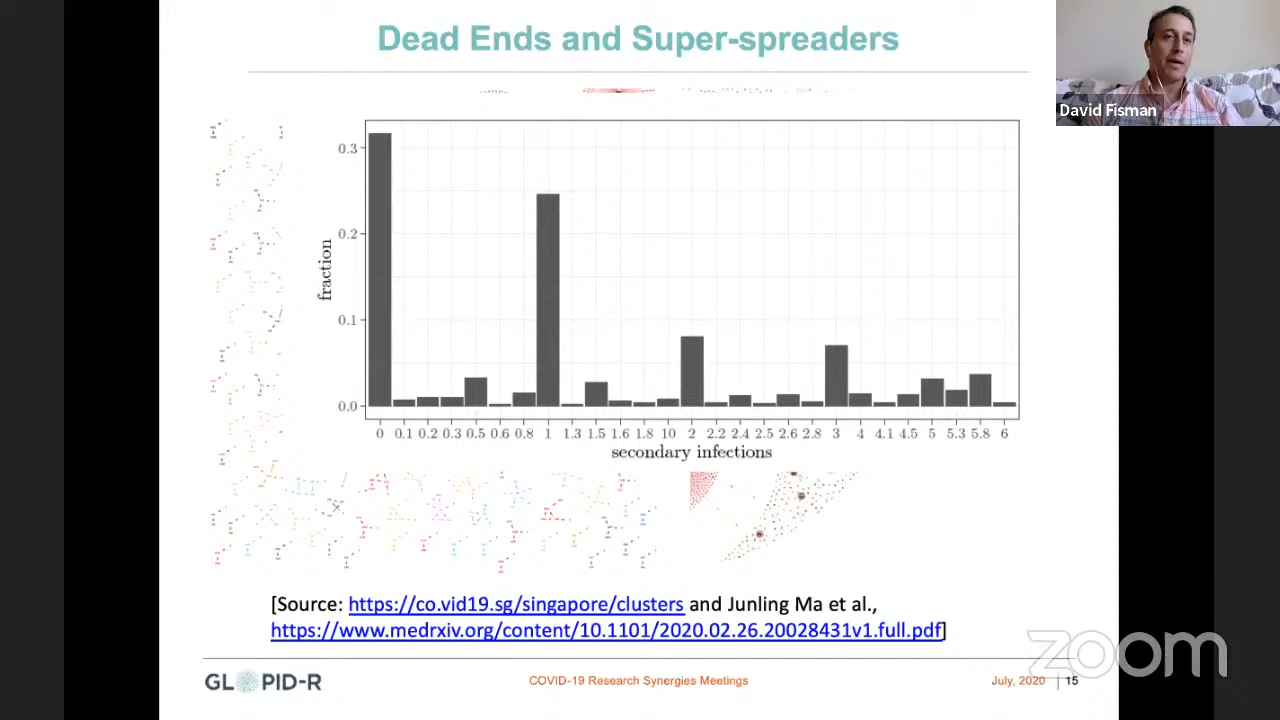 Dead Ends and Super-spreaders
David Fisman
0.3
0.2
0.1
0.0
fraction
0 0.1 0.2 0.3 0.5 0.6 0.8 1 1.3 1.5 1.6 1.8 10 2 2.2 2.4 2.5 2.6 2.8 3 4 4.1 4.5 5 5.3 5.8 6
secondary infections
[Source: https://co.vid19.sg/singapore/clusters and Junling Ma et al.,
https://www.medrxiv.org/content/10.1101/2020.02.26.20028431v1.full.pdf]
zoom
GLOPID-R
COVID-19 Research Synergies Meetings
July, 2020 | 15